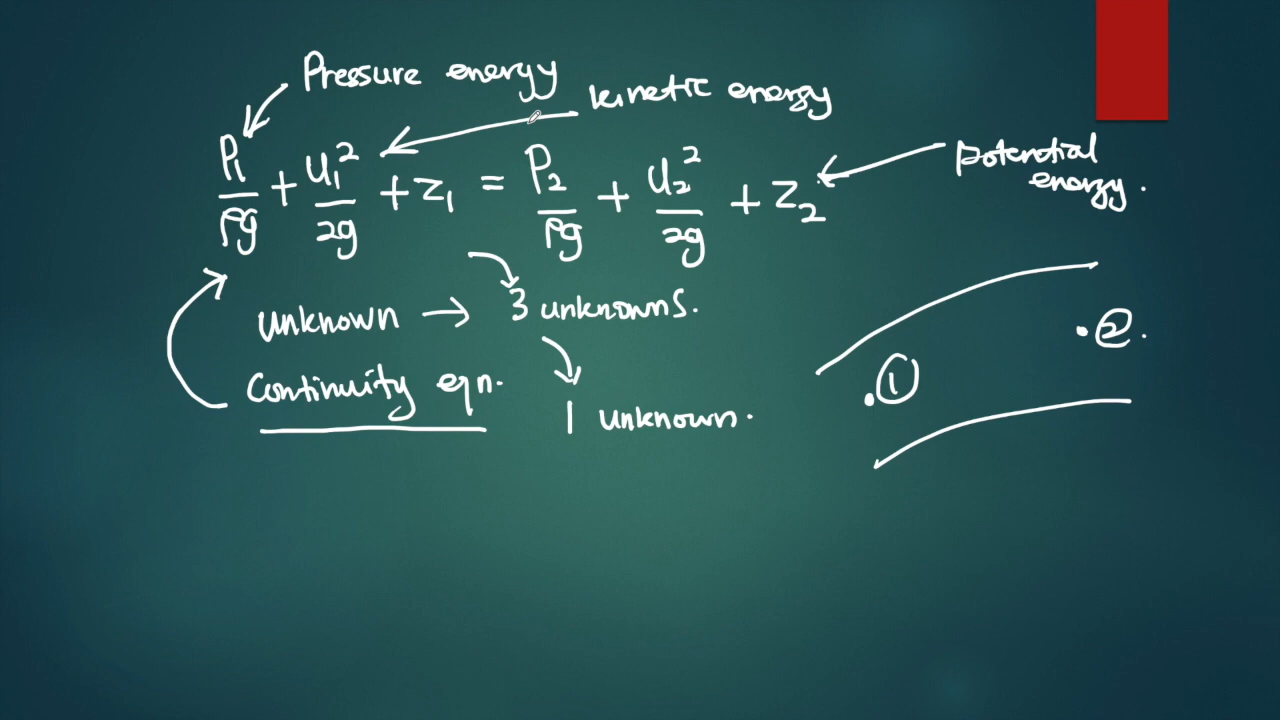 Pressure energy
kinetic energy
potential energy.
P₁/ρg + u₁²/2g + z₁ = P₂/ρg + u₂²/2g + z₂
unknown → 3 unknowns.
Continuity eqn.
1 unknown.
①
②.